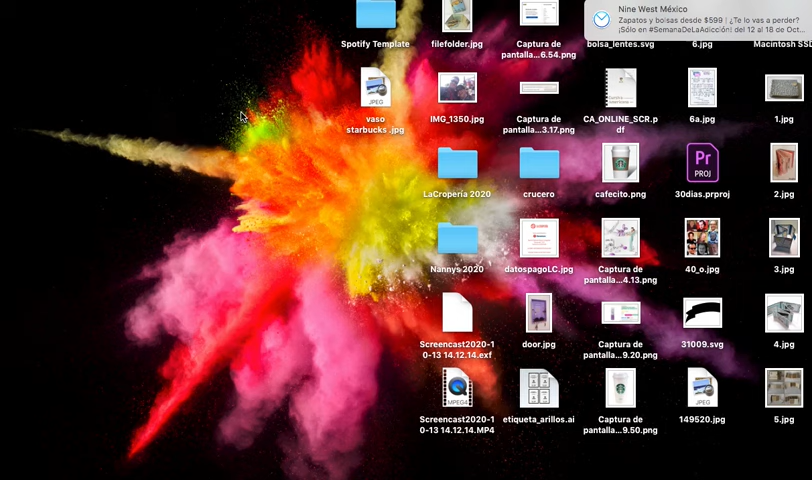 Nine West México
Zapatos y bolsas desde $599 | ¿Te lo vas a perder?
¡Sólo en #SemanaDeLaAdicción! del 12 al 18 de Oct...
Spotify Template
filefolder.jpg
Captura de
pantalla...6.54.png
bolsa_lentes.svg
6.jpg
Macintosh SSD
JPEG
vaso
starbucks .jpg
IMG_1350.jpg
Captura de
pantalla...3.17.png
CA_ONLINE_SCR.p
df
6a.jpg
1.jpg
LaCropería 2020
crucero
cafecito.png
Pr
PROJ
30dias.prproj
2.jpg
Nannys 2020
datospagoLC.jpg
Captura de
pantalla...4.13.png
40_o.jpg
3.jpg
Screencast2020-1
0-13 14.12.14.exf
door.jpg
Captura de
pantalla...9.20.png
31009.svg
4.jpg
MPEG4
Screencast2020-1
0-13 14.12.14.MP4
etiqueta_arillos.ai
Captura de
pantalla...9.50.png
JPEG
149520.jpg
5.jpg